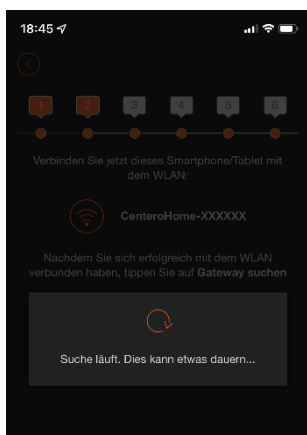 18:45
1 2 3 4 5 6
Verbinden Sie jetzt dieses Smartphone/Tablet mit
dem WLAN:
CenteroHome-XXXXXX
Nachdem Sie sich erfolgreich mit dem WLAN
verbunden haben, tippen Sie auf Gateway suchen
Suche läuft. Dies kann etwas dauern...